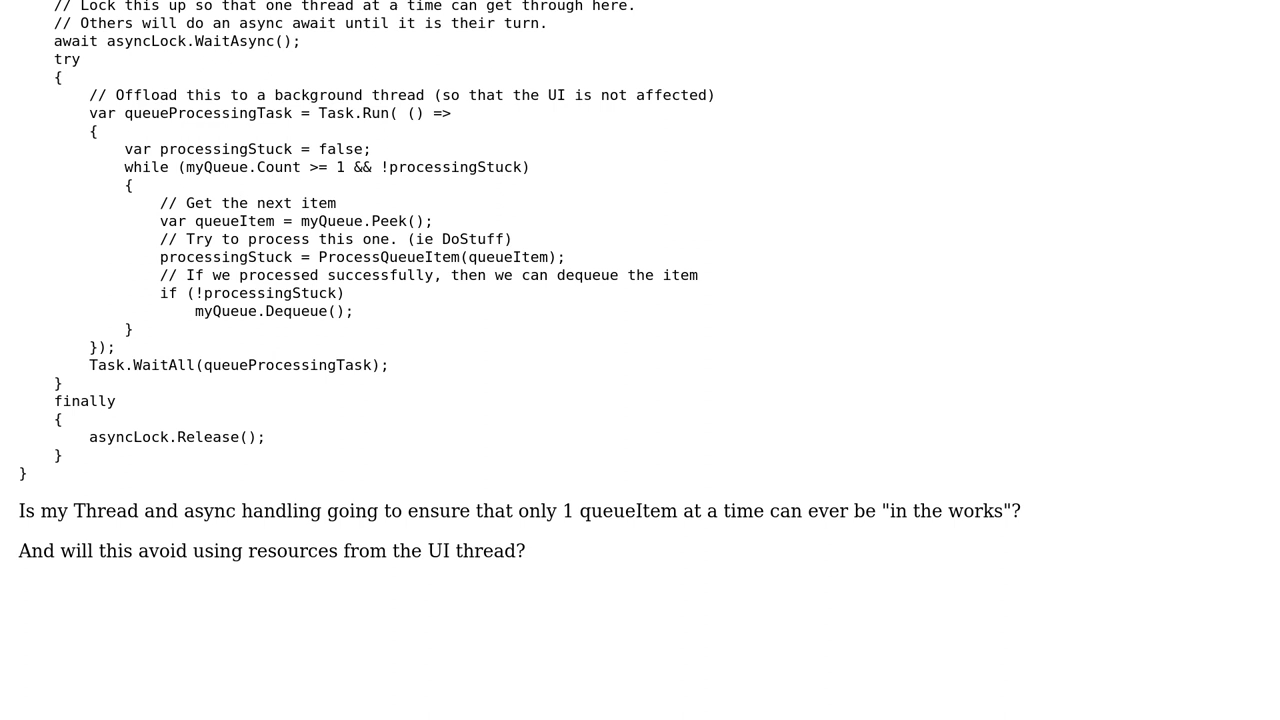 // Lock this up so that one thread at a time can get through here.
// Others will do an async await until it is their turn.
await asyncLock.WaitAsync();
try
{
// Offload this to a background thread (so that the UI is not affected)
var queueProcessingTask = Task.Run( () =>
{
var processingStuck = false;
while (myQueue.Count >= 1 && !processingStuck)
{
// Get the next item
var queueItem = myQueue.Peek();
// Try to process this one. (ie DoStuff)
processingStuck = ProcessQueueItem(queueItem);
// If we processed successfully, then we can dequeue the item
if (!processingStuck)
myQueue.Dequeue();
}
});
Task.WaitAll(queueProcessingTask);
}
finally
{
asyncLock.Release();
}
}
Is my Thread and async handling going to ensure that only 1 queueItem at a time can ever be "in the works"?
And will this avoid using resources from the UI thread?